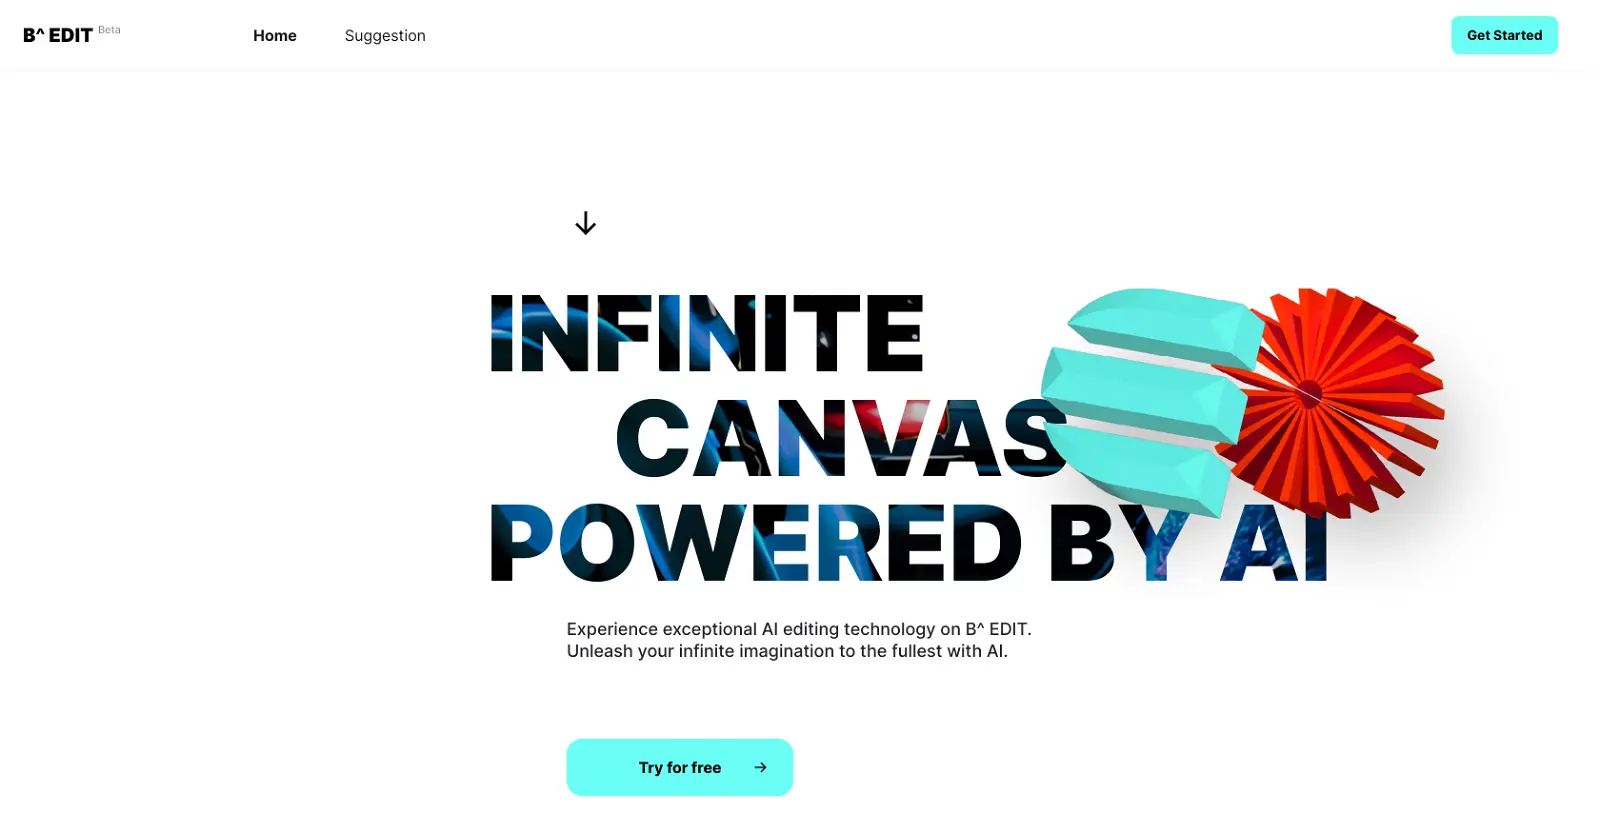 B^ EDIT Beta
Home
Suggestion
Get Started
INFINITE
CANVAS
POWERED BY AI
Experience exceptional AI editing technology on B^ EDIT.
Unleash your infinite imagination to the fullest with AI.
Try for free